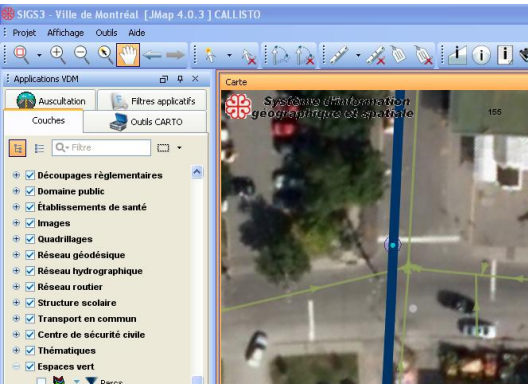 SIGS3 - Ville de Montréal [JMap 4.0.3 ] CALLISTO
Projet Affichage Outils Aide
Applications VDM
Auscultation Filtres applicatifs
Couches Outils CARTO
Filtre
Découpages règlementaires
Domaine public
Établissements de santé
Images
Quadrillages
Réseau géodésique
Réseau hydrographique
Réseau routier
Structure scolaire
Transport en commun
Centre de sécurité civile
Thématiques
Espaces vert
Parcs
Carte
Système d'information
géographique et spatiale
155